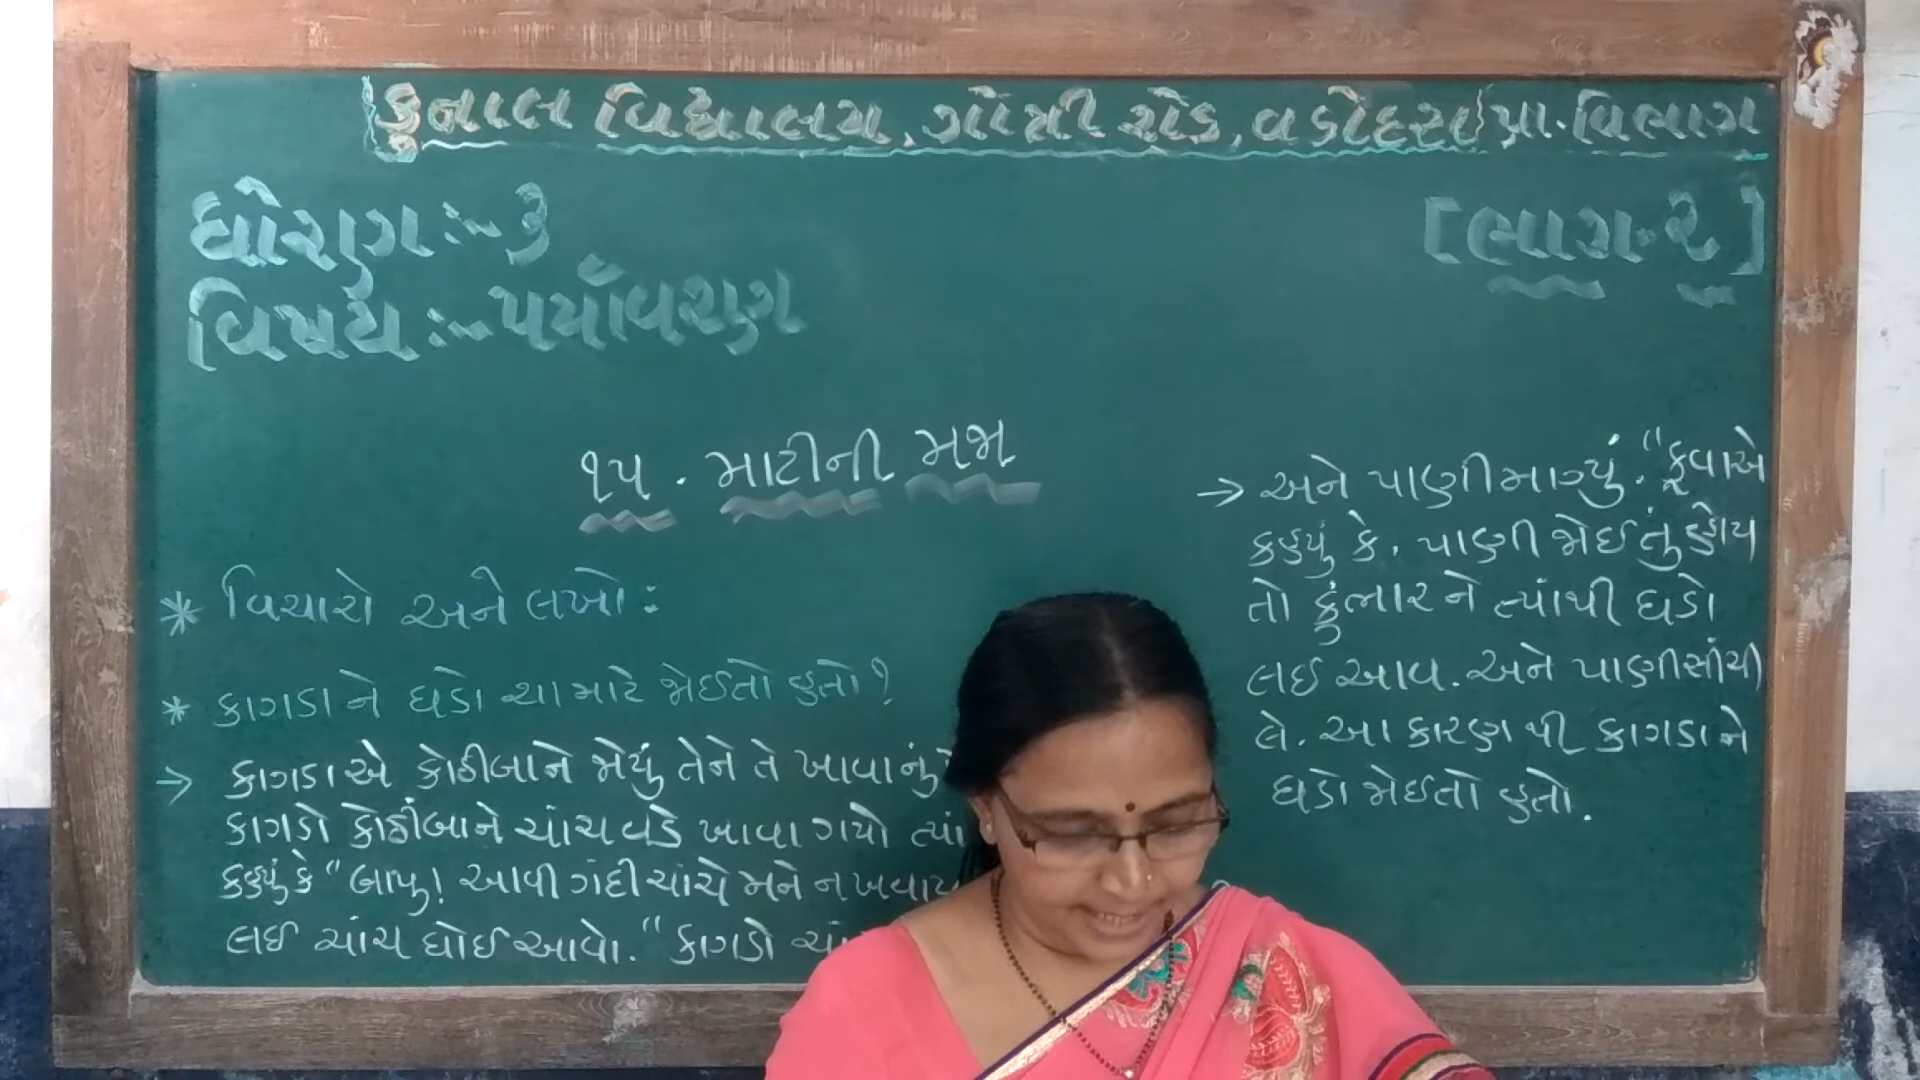 કુનાલ વિદ્યાલય, ગોત્રી રોડ, વડોદરા પ્રા. વિભાગ
ધોરણ :- ૩
[ભાગ-૨]
વિષય :- પર્યાવરણ
૧૫. માટીની મજા
* વિચારો અને લખો :
* કાગડાને ઘડો શા માટે જોઈતો હતો?
→ કાગડાએ કોઠીંબાને જોયું તેને તે ખાવાનું
કાગડો કોઠીંબાને ચાંચ વડે ખાવા ગયો ત્યાં
કહ્યું કે "બાપુ! આવી ગંદી ચાંચે મને ન ખવાય
લઈ ચાંચ ધોઈ આવો." કાગડો
→ અને પાણી માગ્યું. "કૂવાએ
કહ્યું કે, પાણી જોઈતું હોય
તો કુંભારને ત્યાંથી ઘડો
લઈ આવ. અને પાણી સીંચી
લે. આ કારણથી કાગડાને
ઘડો જોઈતો હતો.